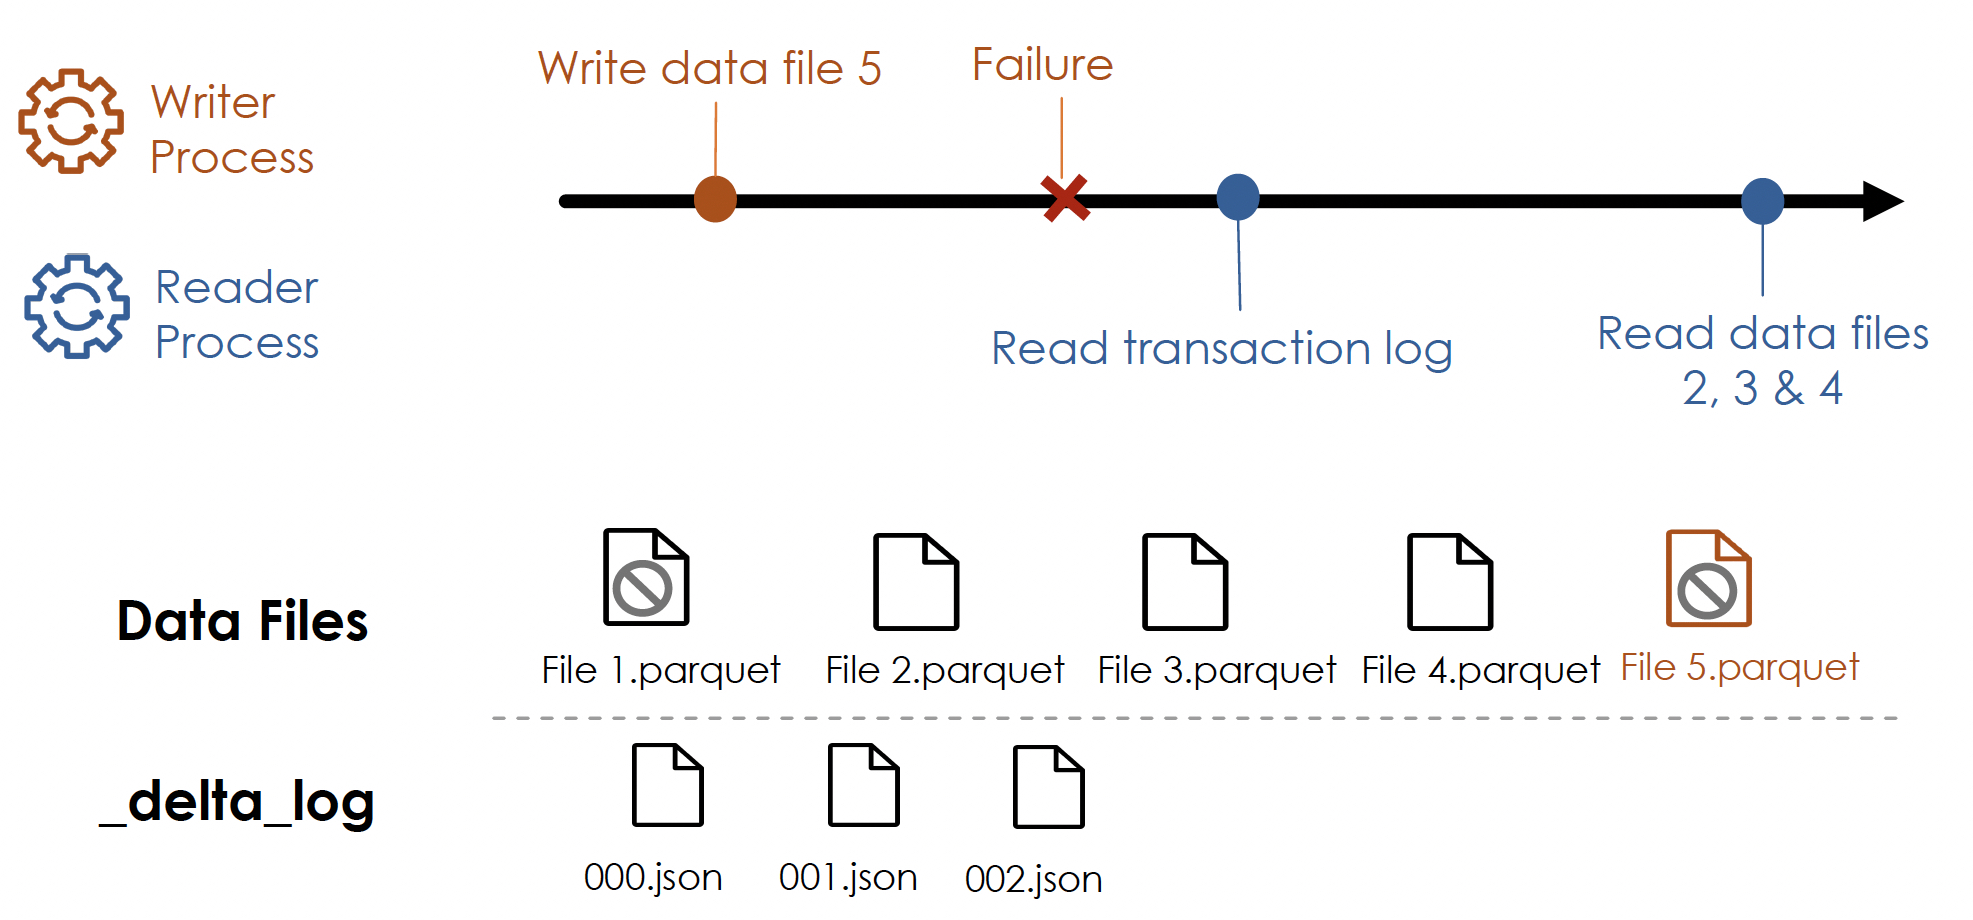 Write data file 5
Failure
Writer
Process
Reader
Process
Read transaction log
Read data files
2, 3 & 4
Data Files
File 1.parquet
File 2.parquet
File 3.parquet
File 4.parquet
File 5.parquet
_delta_log
000.json
001.json
002.json